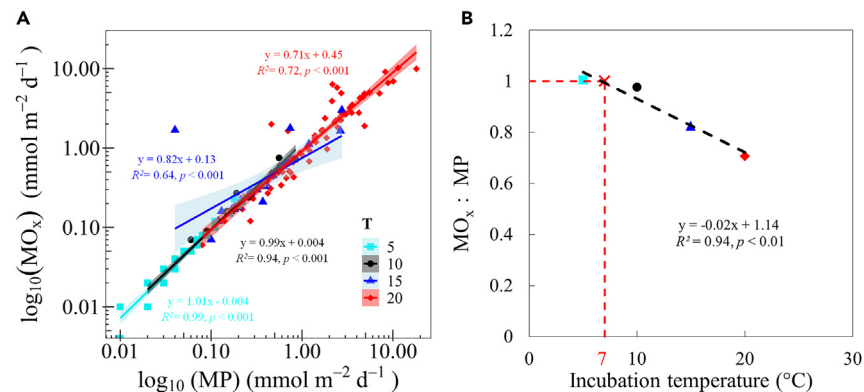 A
y = 0.71x + 0.45
R²= 0.72, p < 0.001
10.00
1.00
0.10
0.01
log₁₀(MOₓ) (mmol m⁻² d⁻¹)
y = 0.82x + 0.13
R²= 0.64, p < 0.001
y = 0.99x + 0.004
R²= 0.94, p < 0.001
y = 1.01x - 0.004
R²= 0.99, p < 0.001
T
5
10
15
20
0.01 0.10 1.00 10.00
log₁₀ (MP) (mmol m⁻² d⁻¹)
B
1.2
1
0.8
0.6
0.4
0.2
0
MOₓ : MP
y = -0.02x + 1.14
R² = 0.94, p < 0.01
0 7 10 20 30
Incubation temperature (°C)